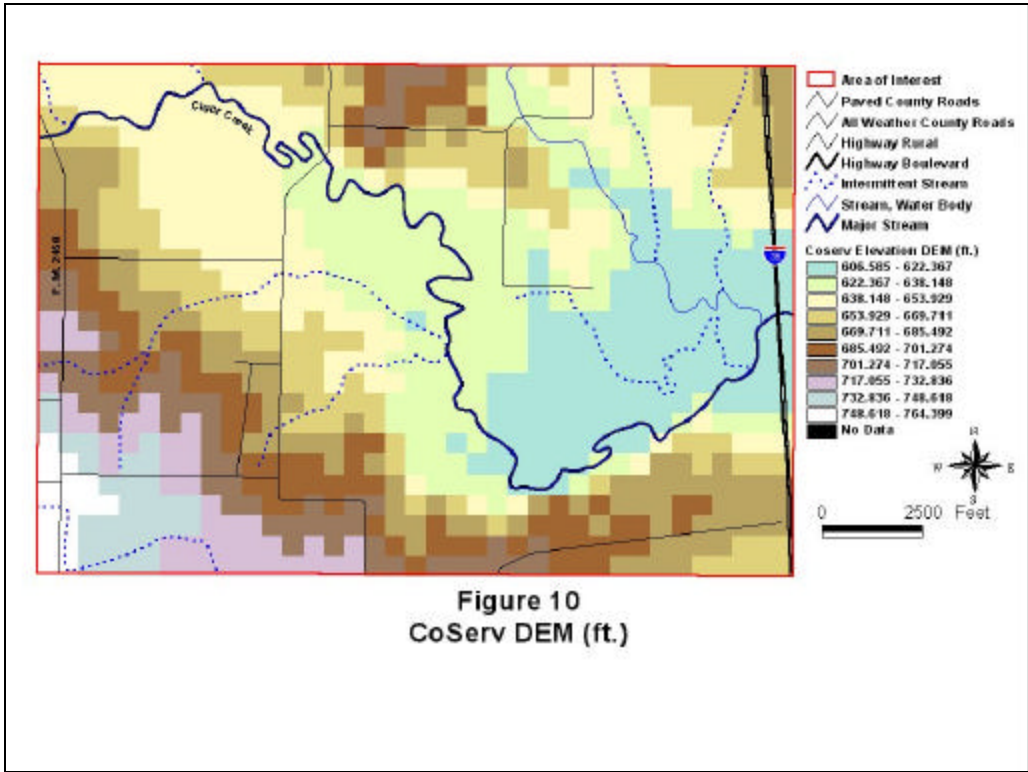 Area of Interest
Paved County Roads
All Weather County Roads
Highway Rural
Highway Boulevard
Intermittent Stream
Stream, Water Body
Major Stream
Coserv Elevation DEM (ft.)
606.585 - 622.367
622.367 - 638.148
638.148 - 653.929
653.929 - 669.711
669.711 - 685.492
685.492 - 701.274
701.274 - 717.055
717.055 - 732.836
732.836 - 748.618
748.618 - 764.399
No Data
Creek
F.M. 2450
N
W E
S
0 2500 Feet
Figure 10
CoServ DEM (ft.)